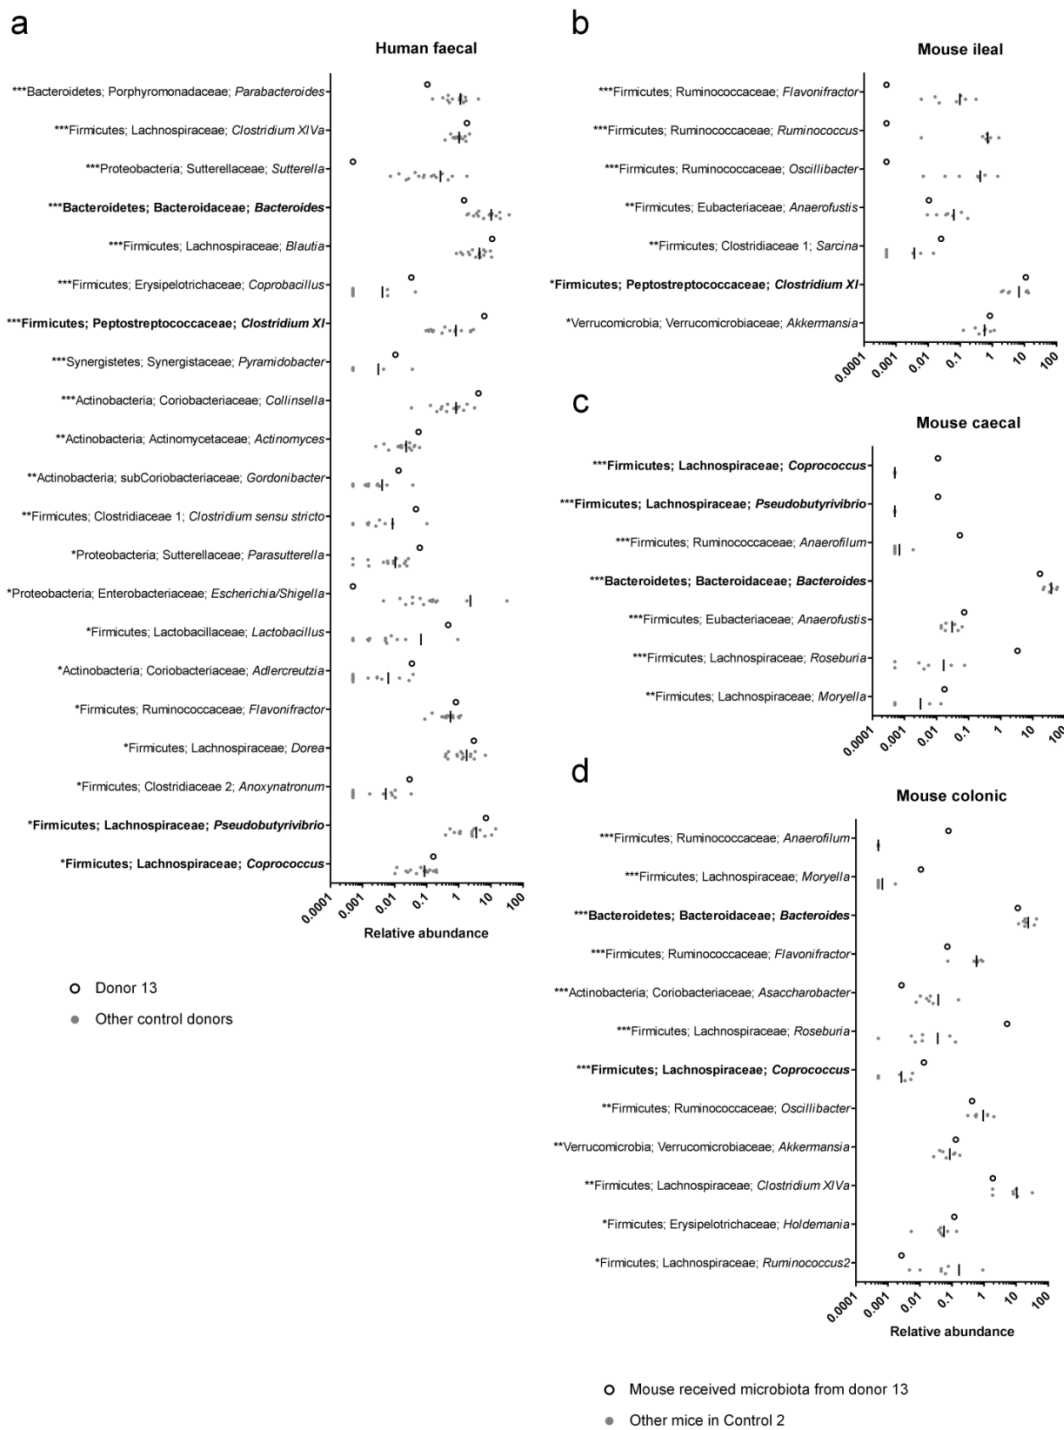 a
Human faecal
***Bacteroidetes; Porphyromonadaceae; Parabacteroides
***Firmicutes; Lachnospiraceae; Clostridium XIVa
***Proteobacteria; Sutterellaceae; Sutterella
***Bacteroidetes; Bacteroidaceae; Bacteroides
***Firmicutes; Lachnospiraceae; Blautia
***Firmicutes; Erysipelotrichaceae; Coprobacillus
***Firmicutes; Peptostreptococcaceae; Clostridium XI
***Synergistetes; Synergistaceae; Pyramidobacter
***Actinobacteria; Coriobacteriaceae; Collinsella
**Actinobacteria; Actinomycetaceae; Actinomyces
**Actinobacteria; subCoriobacteriaceae; Gordonibacter
**Firmicutes; Clostridiaceae 1; Clostridium sensu stricto
*Proteobacteria; Sutterellaceae; Parasutterella
*Proteobacteria; Enterobacteriaceae; Escherichia/Shigella
*Firmicutes; Lactobacillaceae; Lactobacillus
*Actinobacteria; Coriobacteriaceae; Adlercreutzia
*Firmicutes; Ruminococcaceae; Flavonifractor
*Firmicutes; Lachnospiraceae; Dorea
*Firmicutes; Clostridiaceae 2; Anoxynatronum
*Firmicutes; Lachnospiraceae; Pseudobutyrivibrio
*Firmicutes; Lachnospiraceae; Coprococcus
0.0001 0.001 0.01 0.1 1 10 100
Relative abundance
Donor 13
Other control donors
b
Mouse ileal
***Firmicutes; Ruminococcaceae; Flavonifractor
***Firmicutes; Ruminococcaceae; Ruminococcus
***Firmicutes; Ruminococcaceae; Oscillibacter
**Firmicutes; Eubacteriaceae; Anaerofustis
**Firmicutes; Clostridiaceae 1; Sarcina
*Firmicutes; Peptostreptococcaceae; Clostridium XI
*Verrucomicrobia; Verrucomicrobiaceae; Akkermansia
0.0001 0.001 0.01 0.1 1 10 100
c
Mouse caecal
***Firmicutes; Lachnospiraceae; Coprococcus
***Firmicutes; Lachnospiraceae; Pseudobutyrivibrio
***Firmicutes; Ruminococcaceae; Anaerofilum
***Bacteroidetes; Bacteroidaceae; Bacteroides
***Firmicutes; Eubacteriaceae; Anaerofustis
***Firmicutes; Lachnospiraceae; Roseburia
**Firmicutes; Lachnospiraceae; Moryella
0.0001 0.001 0.01 0.1 1 10 100
d
Mouse colonic
***Firmicutes; Ruminococcaceae; Anaerofilum
***Firmicutes; Lachnospiraceae; Moryella
***Bacteroidetes; Bacteroidaceae; Bacteroides
***Firmicutes; Ruminococcaceae; Flavonifractor
***Actinobacteria; Coriobacteriaceae; Asaccharobacter
***Firmicutes; Lachnospiraceae; Roseburia
***Firmicutes; Lachnospiraceae; Coprococcus
**Firmicutes; Ruminococcaceae; Oscillibacter
**Verrucomicrobia; Verrucomicrobiaceae; Akkermansia
**Firmicutes; Lachnospiraceae; Clostridium XIVa
*Firmicutes; Erysipelotrichaceae; Holdemania
*Firmicutes; Lachnospiraceae; Ruminococcus2
0.0001 0.001 0.01 0.1 1 10 100
Relative abundance
Mouse received microbiota from donor 13
Other mice in Control 2